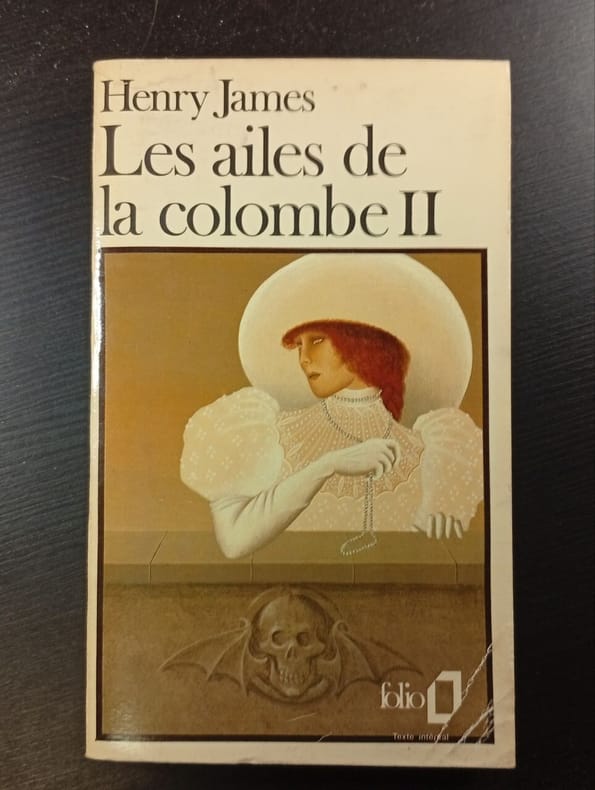 Henry James
Les ailes de
la colombe II
folio
Texte intégral